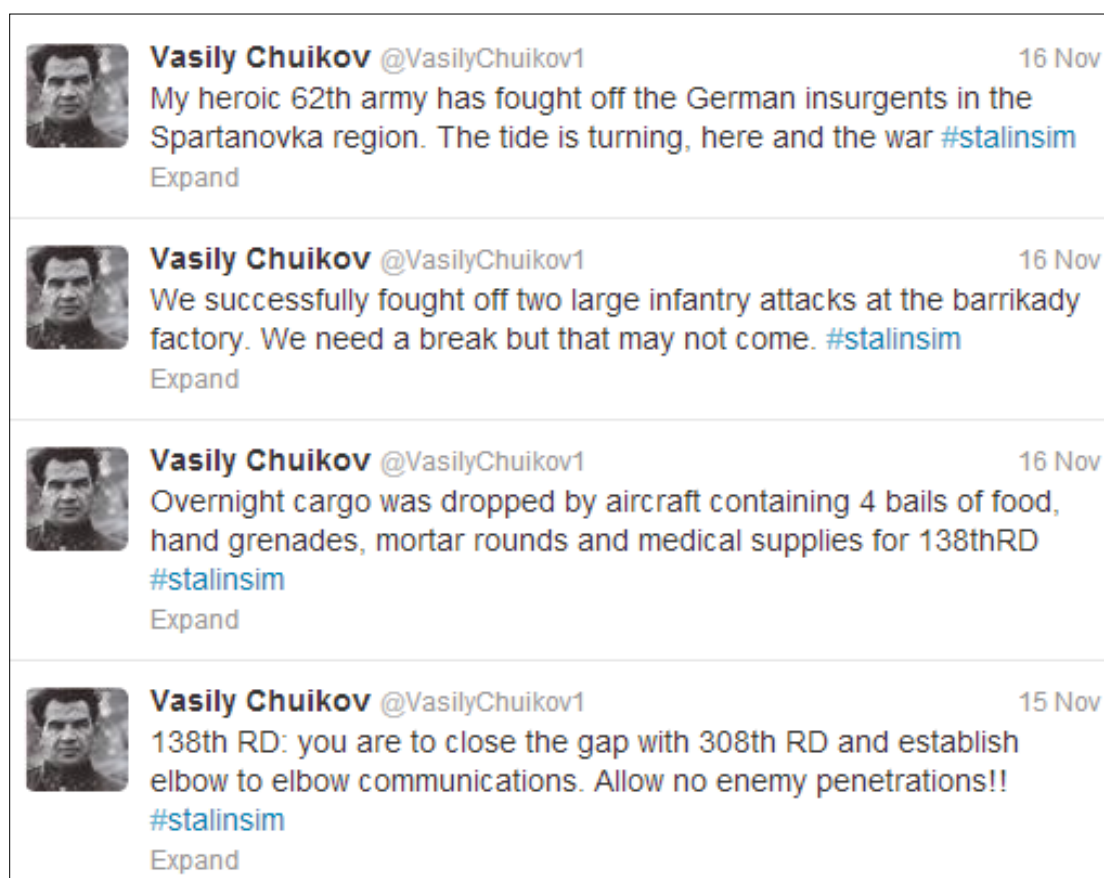 Vasily Chuikov @VasilyChuikov1 16 Nov
My heroic 62th army has fought off the German insurgents in the
Spartanovka region. The tide is turning, here and the war #stalinsim
Expand
Vasily Chuikov @VasilyChuikov1 16 Nov
We successfully fought off two large infantry attacks at the barrikady
factory. We need a break but that may not come. #stalinsim
Expand
Vasily Chuikov @VasilyChuikov1 16 Nov
Overnight cargo was dropped by aircraft containing 4 bails of food,
hand grenades, mortar rounds and medical supplies for 138thRD
#stalinsim
Expand
Vasily Chuikov @VasilyChuikov1 15 Nov
138th RD: you are to close the gap with 308th RD and establish
elbow to elbow communications. Allow no enemy penetrations!!
#stalinsim
Expand